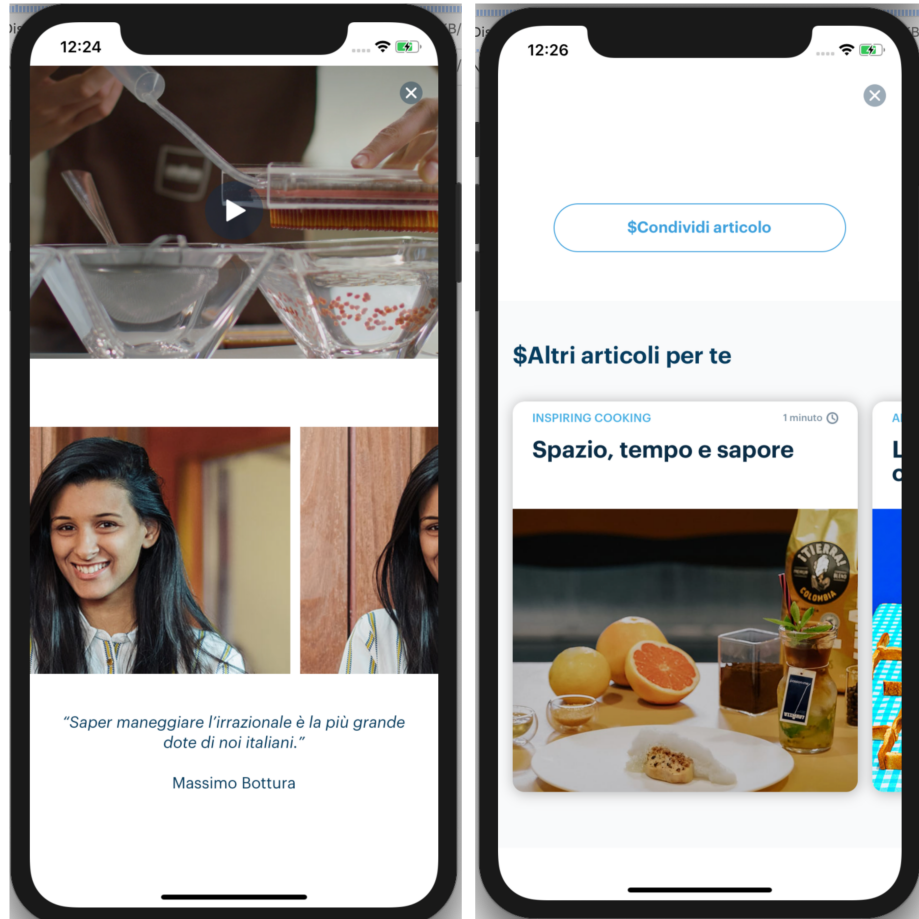 12:24
“Saper maneggiare l’irrazionale è la più grande
dote di noi italiani.”
Massimo Bottura
12:26
$Condividi articolo
$Altri articoli per te
INSPIRING COOKING
1 minuto
Spazio, tempo e sapore
¡TIERRA!
COLOMBIA